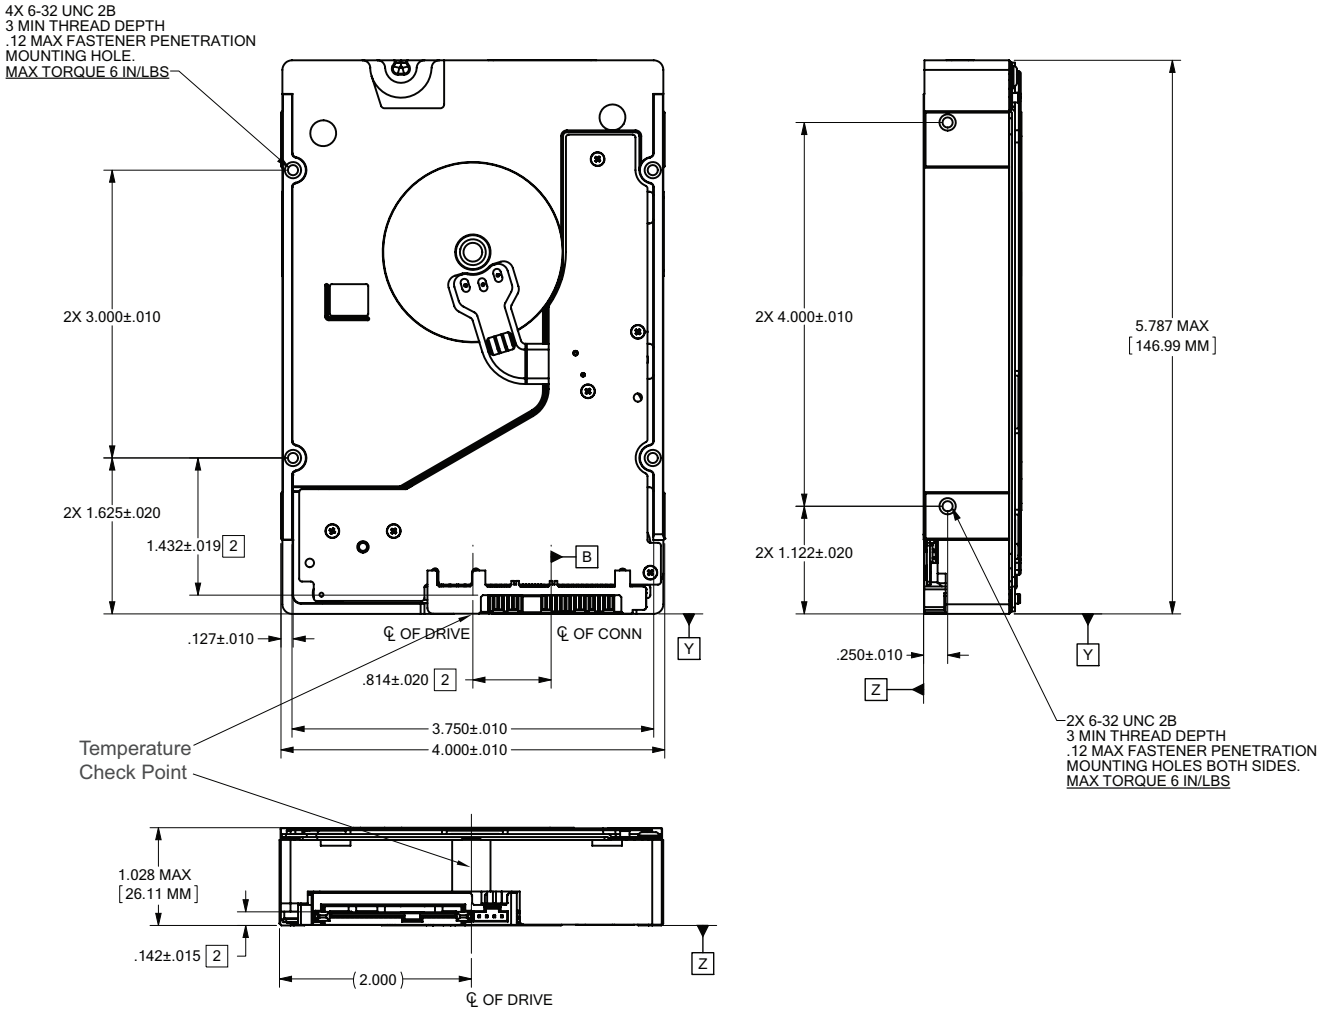 4X 6-32 UNC 2B
3 MIN THREAD DEPTH
.12 MAX FASTENER PENETRATION
MOUNTING HOLE.
MAX TORQUE 6 IN/LBS
2X 3.000±.010
2X 1.625±.020
1.432±.019 2
B
.127±.010
℄ OF DRIVE
℄ OF CONN
Y
.814±.020 2
3.750±.010
4.000±.010
Temperature
Check Point
2X 4.000±.010
5.787 MAX
[146.99 MM]
2X 1.122±.020
.250±.010
Y
Z
2X 6-32 UNC 2B
3 MIN THREAD DEPTH
.12 MAX FASTENER PENETRATION
MOUNTING HOLES BOTH SIDES.
MAX TORQUE 6 IN/LBS
1.028 MAX
[26.11 MM]
.142±.015 2
(2.000)
Z
℄ OF DRIVE